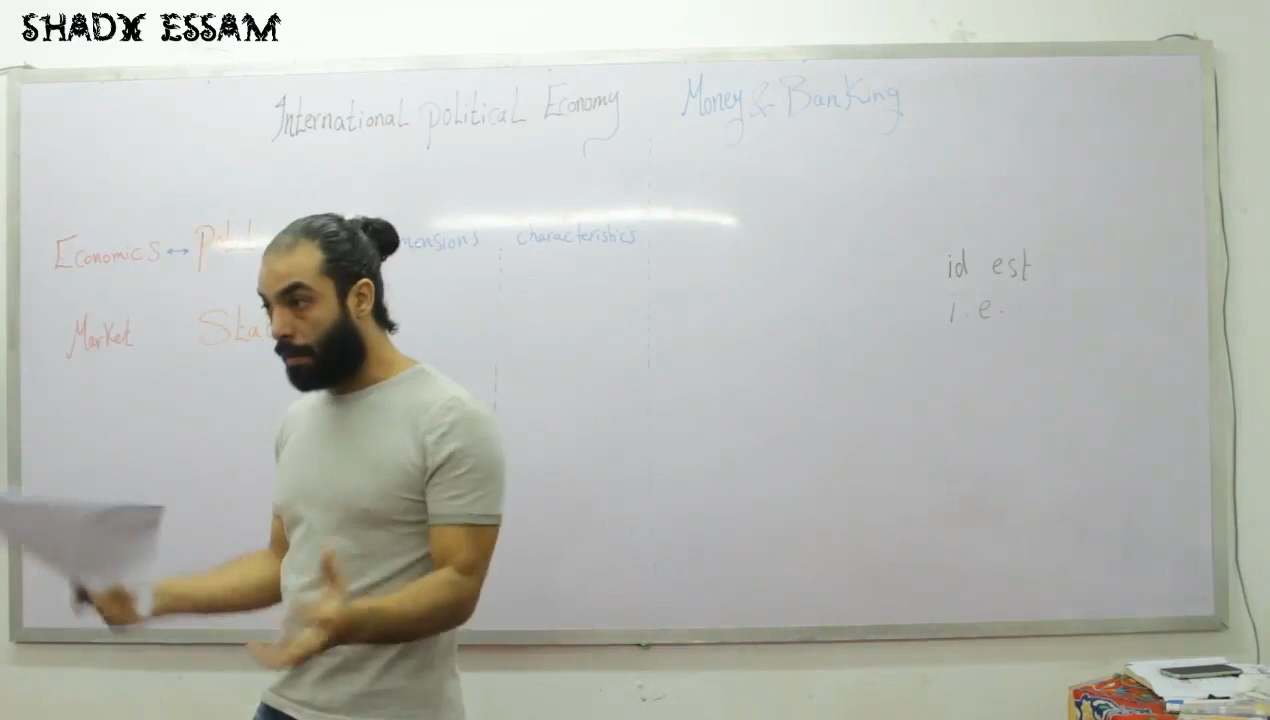 SHADY ESSAM
International political Economy
Money & Banking
Economics ↔
characteristics
id est
Market
i.e.